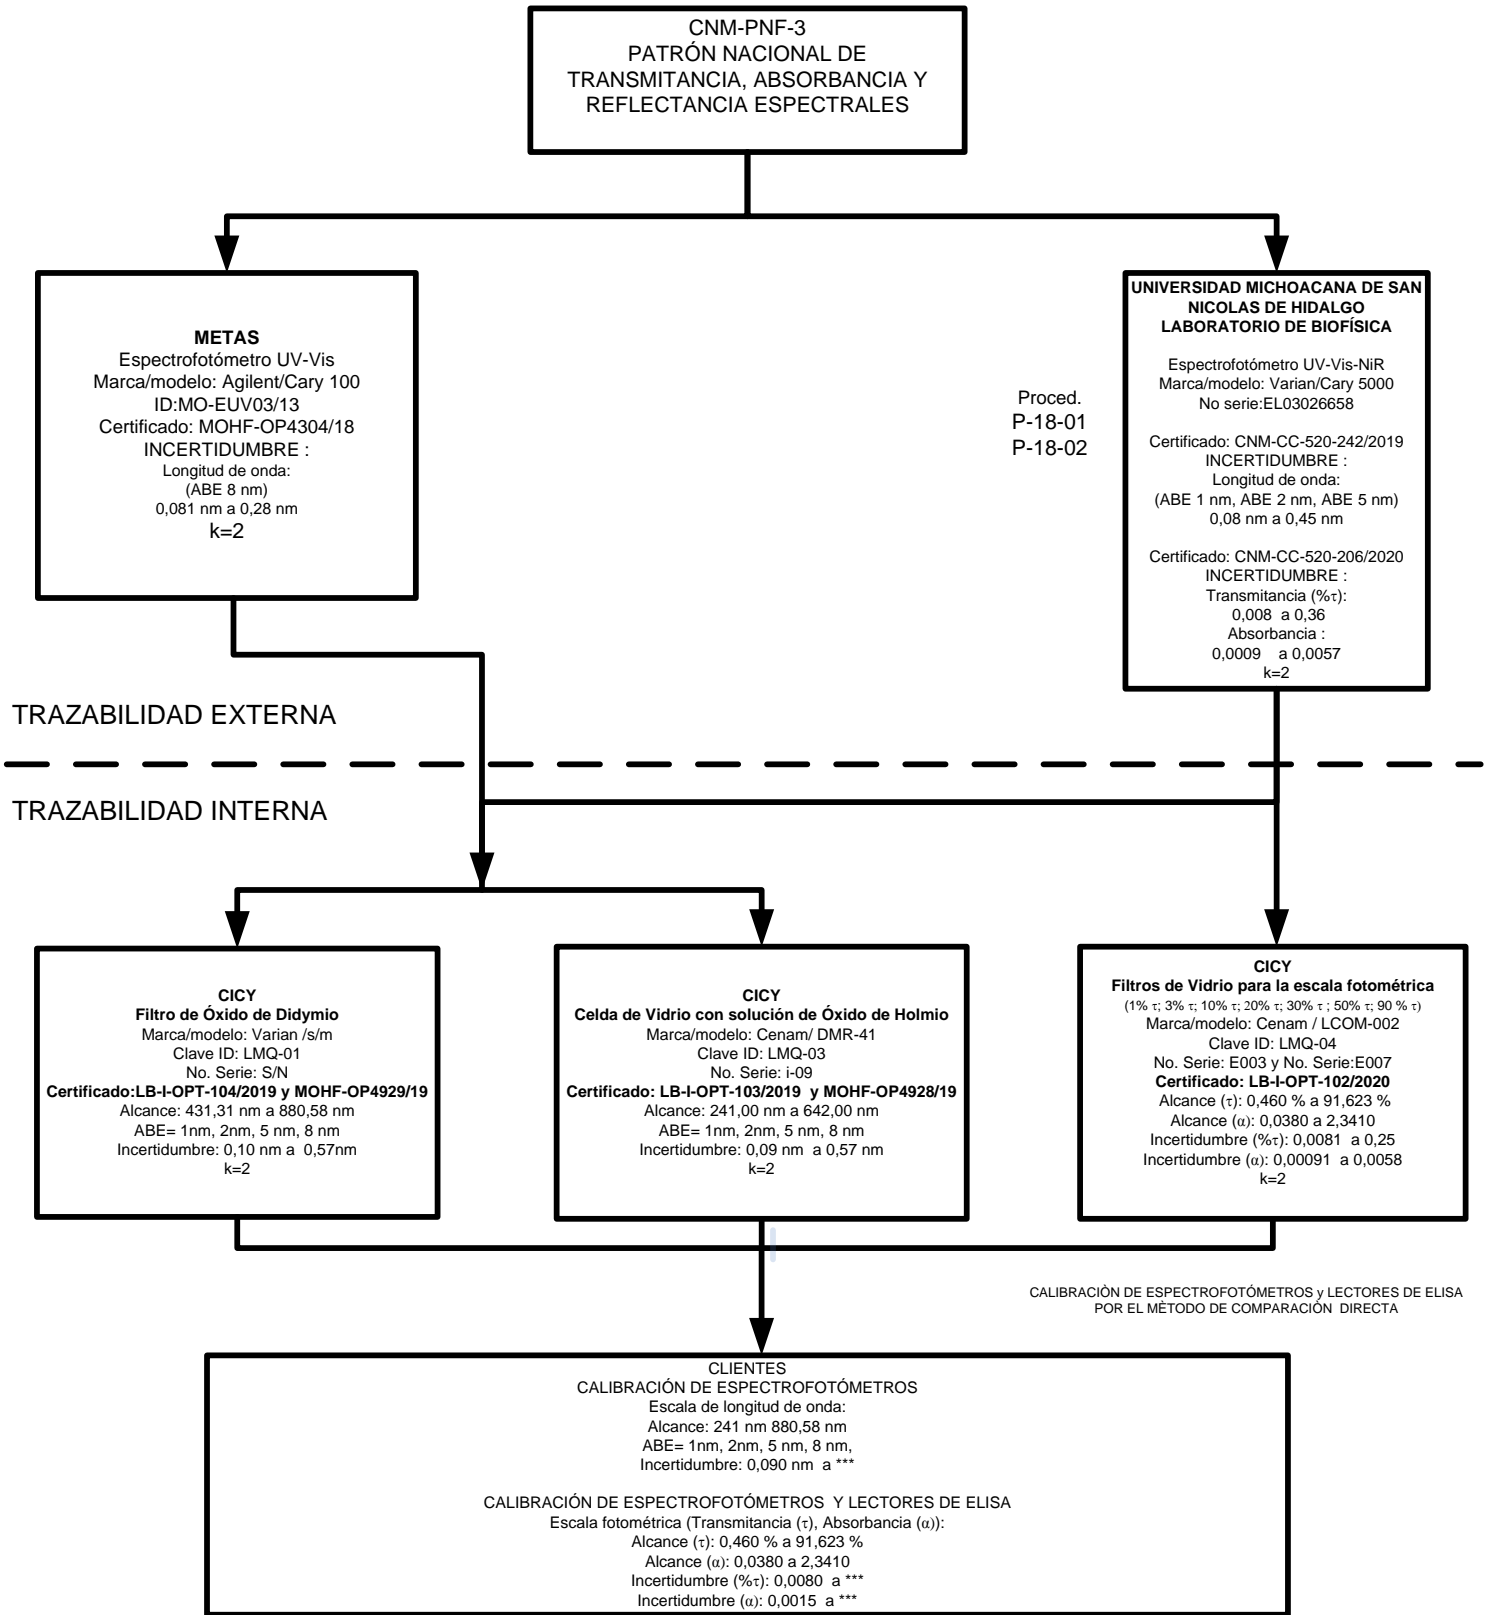 CNM-PNF-3
PATRÓN NACIONAL DE
TRANSMITANCIA, ABSORBANCIA Y
REFLECTANCIA ESPECTRALES
METAS
Espectrofotómetro UV-Vis
Marca/modelo: Agilent/Cary 100
ID:MO-EUV03/13
Certificado: MOHF-OP4304/18
INCERTIDUMBRE :
Longitud de onda:
(ABE 8 nm)
0,081 nm a 0,28 nm
k=2
Proced.
P-18-01
P-18-02
UNIVERSIDAD MICHOACANA DE SAN
NICOLAS DE HIDALGO
LABORATORIO DE BIOFÍSICA
Espectrofotómetro UV-Vis-NiR
Marca/modelo: Varian/Cary 5000
No serie:EL03026658
Certificado: CNM-CC-520-242/2019
INCERTIDUMBRE :
Longitud de onda:
(ABE 1 nm, ABE 2 nm, ABE 5 nm)
0,08 nm a 0,45 nm
Certificado: CNM-CC-520-206/2020
INCERTIDUMBRE :
Transmitancia (%τ):
0,008 a 0,36
Absorbancia :
0,0009 a 0,0057
k=2
TRAZABILIDAD EXTERNA
TRAZABILIDAD INTERNA
CICY
Filtro de Óxido de Didymio
Marca/modelo: Varian /s/m
Clave ID: LMQ-01
No. Serie: S/N
Certificado:LB-I-OPT-104/2019 y MOHF-OP4929/19
Alcance: 431,31 nm a 880,58 nm
ABE= 1nm, 2nm, 5 nm, 8 nm
Incertidumbre: 0,10 nm a 0,57nm
k=2
CICY
Celda de Vidrio con solución de Óxido de Holmio
Marca/modelo: Cenam/ DMR-41
Clave ID: LMQ-03
No. Serie: i-09
Certificado: LB-I-OPT-103/2019 y MOHF-OP4928/19
Alcance: 241,00 nm a 642,00 nm
ABE= 1nm, 2nm, 5 nm, 8 nm
Incertidumbre: 0,09 nm a 0,57 nm
k=2
CICY
Filtros de Vidrio para la escala fotométrica
(1% τ; 3% τ; 10% τ; 20% τ; 30% τ ; 50% τ; 90 % τ)
Marca/modelo: Cenam / LCOM-002
Clave ID: LMQ-04
No. Serie: E003 y No. Serie:E007
Certificado: LB-I-OPT-102/2020
Alcance (τ): 0,460 % a 91,623 %
Alcance (α): 0,0380 a 2,3410
Incertidumbre (%τ): 0,0081 a 0,25
Incertidumbre (α): 0,00091 a 0,0058
k=2
CALIBRACIÒN DE ESPECTROFOTÓMETROS y LECTORES DE ELISA
POR EL MÈTODO DE COMPARACIÓN DIRECTA
CLIENTES
CALIBRACIÓN DE ESPECTROFOTÓMETROS
Escala de longitud de onda:
Alcance: 241 nm 880,58 nm
ABE= 1nm, 2nm, 5 nm, 8 nm,
Incertidumbre: 0,090 nm a ***
CALIBRACIÓN DE ESPECTROFOTÓMETROS Y LECTORES DE ELISA
Escala fotométrica (Transmitancia (τ), Absorbancia (α)):
Alcance (τ): 0,460 % a 91,623 %
Alcance (α): 0,0380 a 2,3410
Incertidumbre (%τ): 0,0080 a ***
Incertidumbre (α): 0,0015 a ***